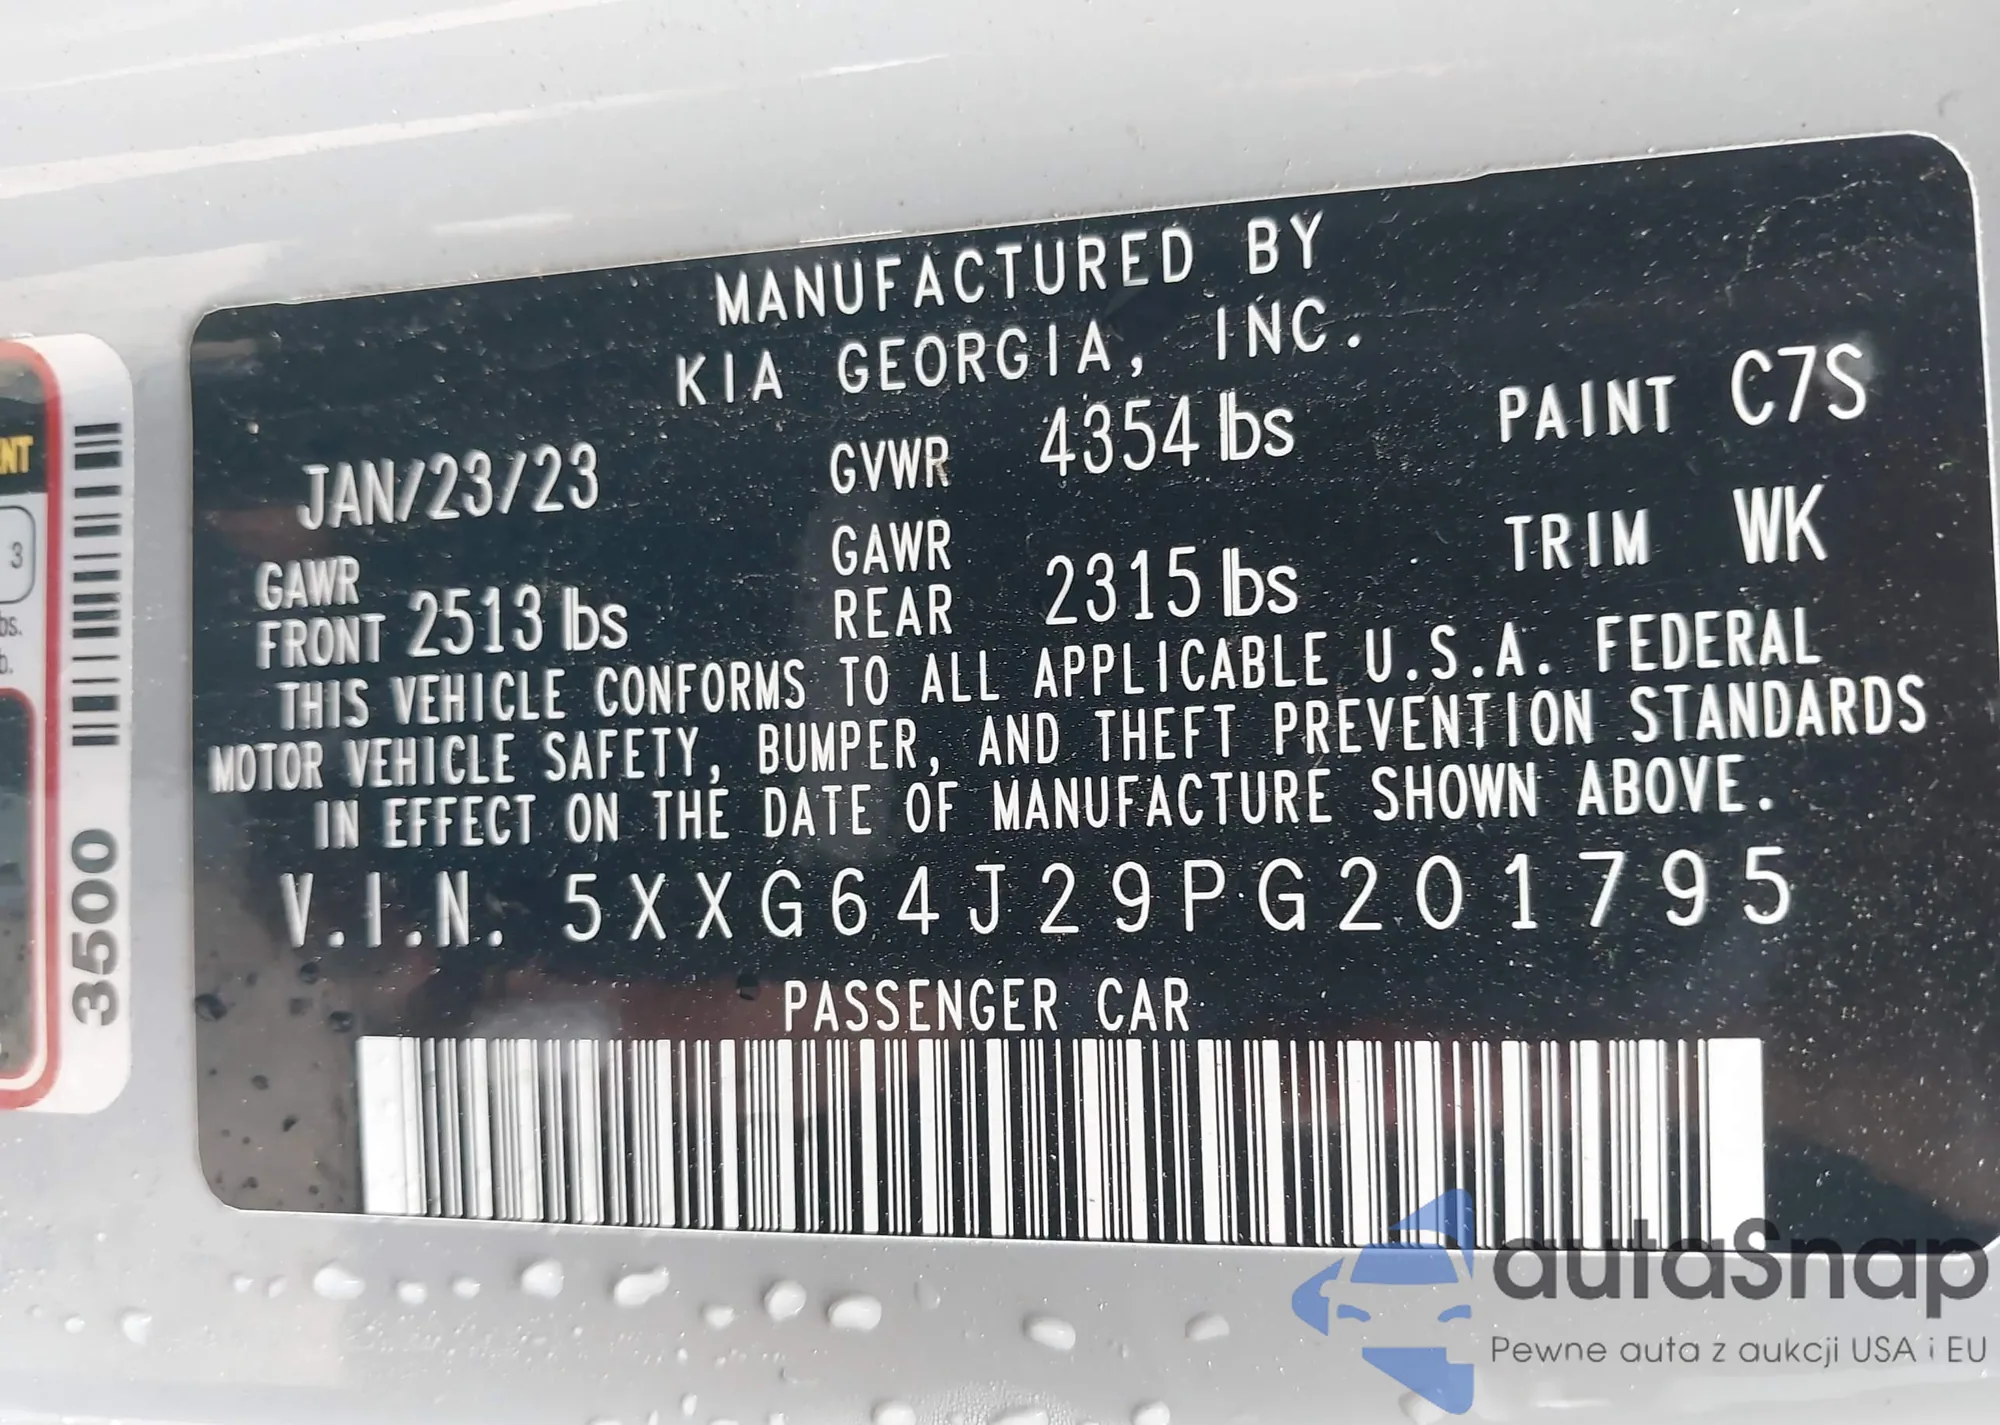 MANUFACTURED BY
KIA GEORGIA, INC.
JAN/23/23 GVWR 4354 lbs PAINT C7S
GAWR FRONT 2513 lbs GAWR REAR 2315 lbs TRIM WK
THIS VEHICLE CONFORMS TO ALL APPLICABLE U.S.A. FEDERAL
MOTOR VEHICLE SAFETY, BUMPER, AND THEFT PREVENTION STANDARDS
IN EFFECT ON THE DATE OF MANUFACTURE SHOWN ABOVE.
V.I.N. 5XXG64J29PG201795
PASSENGER CAR
3
3500
autaSnap
Pewne auta z aukcji USA i EU